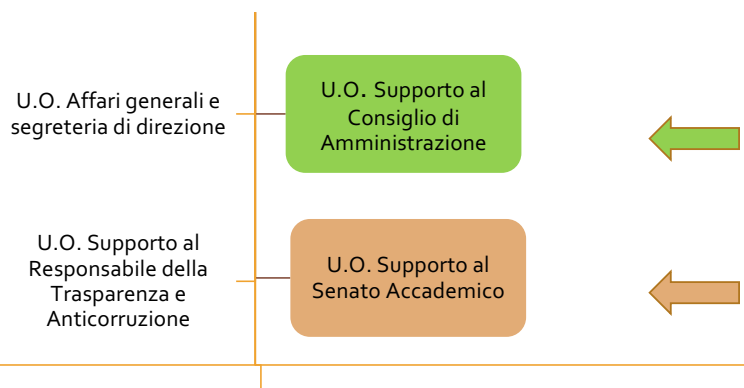 U.O. Affari generali e
segreteria di direzione
U.O. Supporto al
Consiglio di
Amministrazione
U.O. Supporto al
Responsabile della
Trasparenza e
Anticorruzione
U.O. Supporto al
Senato Accademico